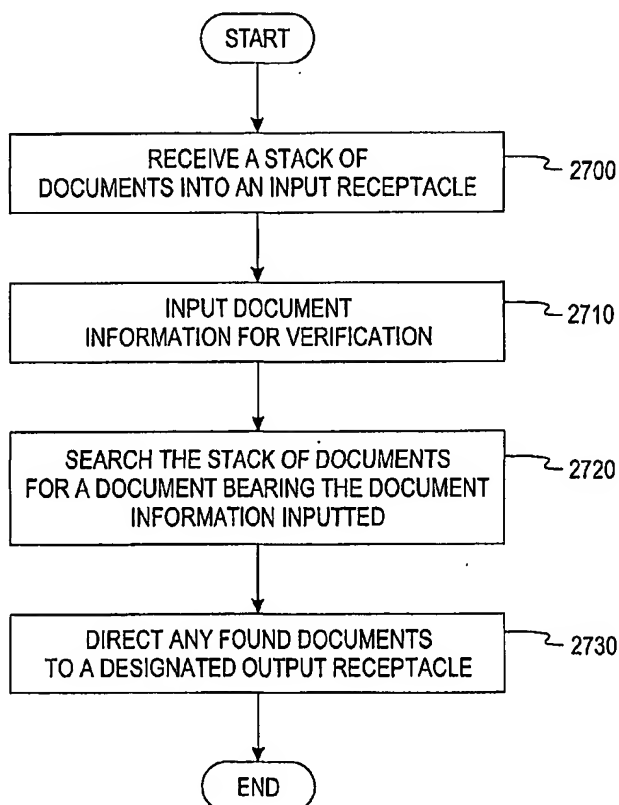 START
RECEIVE A STACK OF
DOCUMENTS INTO AN INPUT RECEPTACLE
2700
INPUT DOCUMENT
INFORMATION FOR VERIFICATION
2710
SEARCH THE STACK OF DOCUMENTS
FOR A DOCUMENT BEARING THE DOCUMENT
INFORMATION INPUTTED
2720
DIRECT ANY FOUND DOCUMENTS
TO A DESIGNATED OUTPUT RECEPTACLE
2730
END